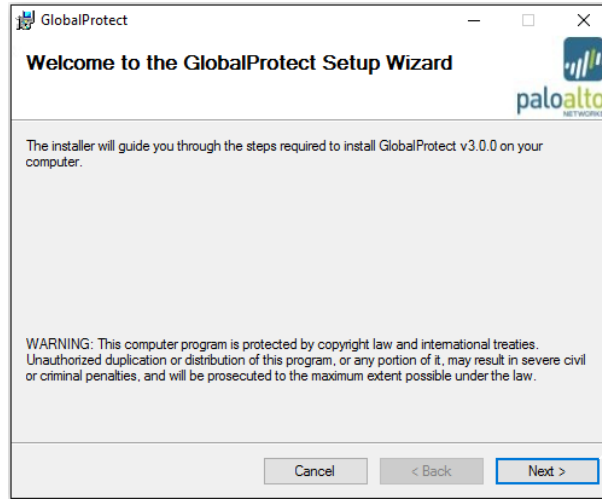 GlobalProtect
Welcome to the GlobalProtect Setup Wizard
paloalto
NETWORKS
The installer will guide you through the steps required to install GlobalProtect v3.0.0 on your
computer.
WARNING: This computer program is protected by copyright law and international treaties.
Unauthorized duplication or distribution of this program, or any portion of it, may result in severe civil
or criminal penalties, and will be prosecuted to the maximum extent possible under the law.
Cancel < Back Next >